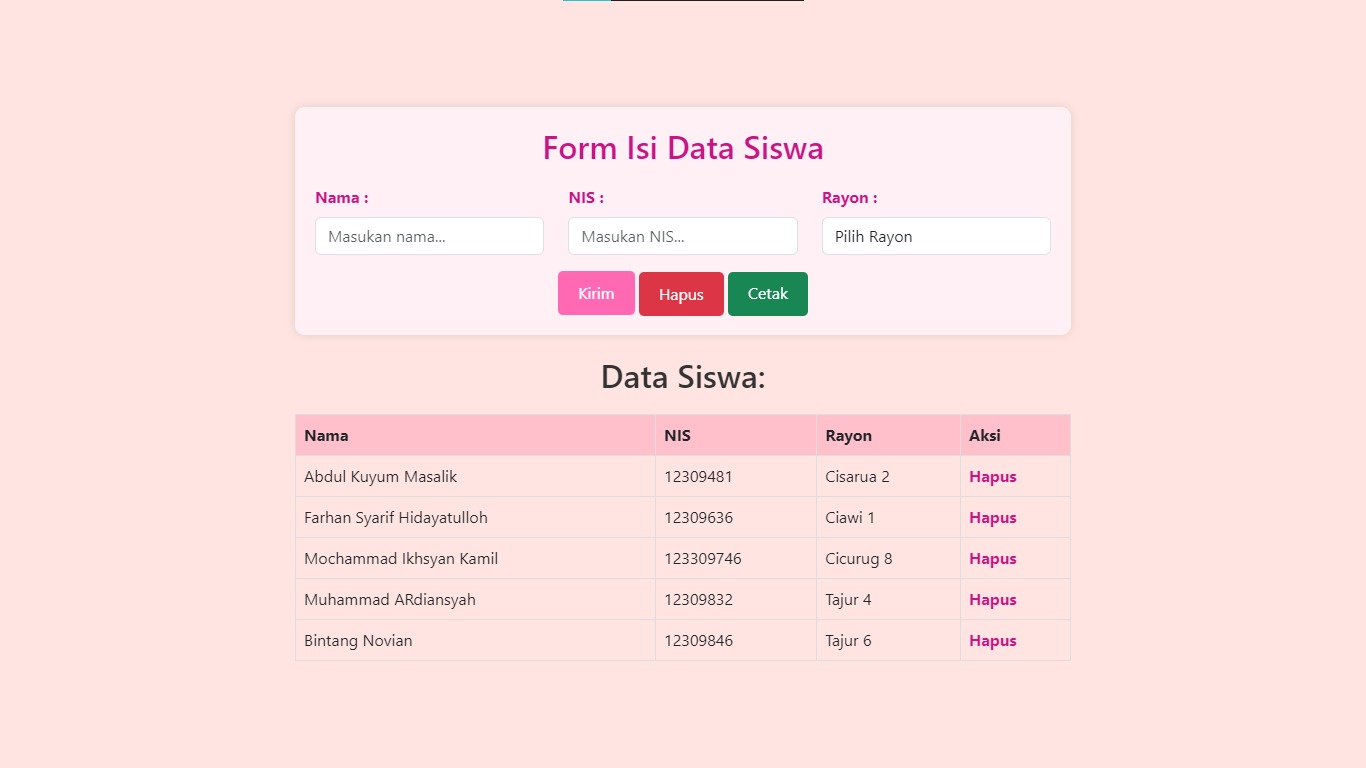 Form Isi Data Siswa
Nama : NIS : Rayon :
Masukan nama... Masukan NIS... Pilih Rayon
Kirim Hapus Cetak
Data Siswa:
Nama NIS Rayon Aksi
Abdul Kuyum Masalik 12309481 Cisarua 2 Hapus
Farhan Syarif Hidayatulloh 12309636 Ciawi 1 Hapus
Mochammad Ikhsyan Kamil 123309746 Cicurug 8 Hapus
Muhammad ARdiansyah 12309832 Tajur 4 Hapus
Bintang Novian 12309846 Tajur 6 Hapus